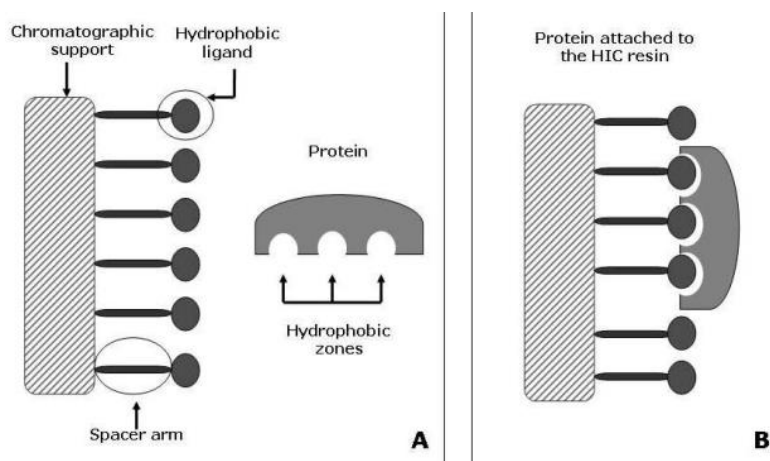 Chromatographic
support
Hydrophobic
ligand
Protein
Hydrophobic
zones
Spacer arm
A
Protein attached to
the HIC resin
B